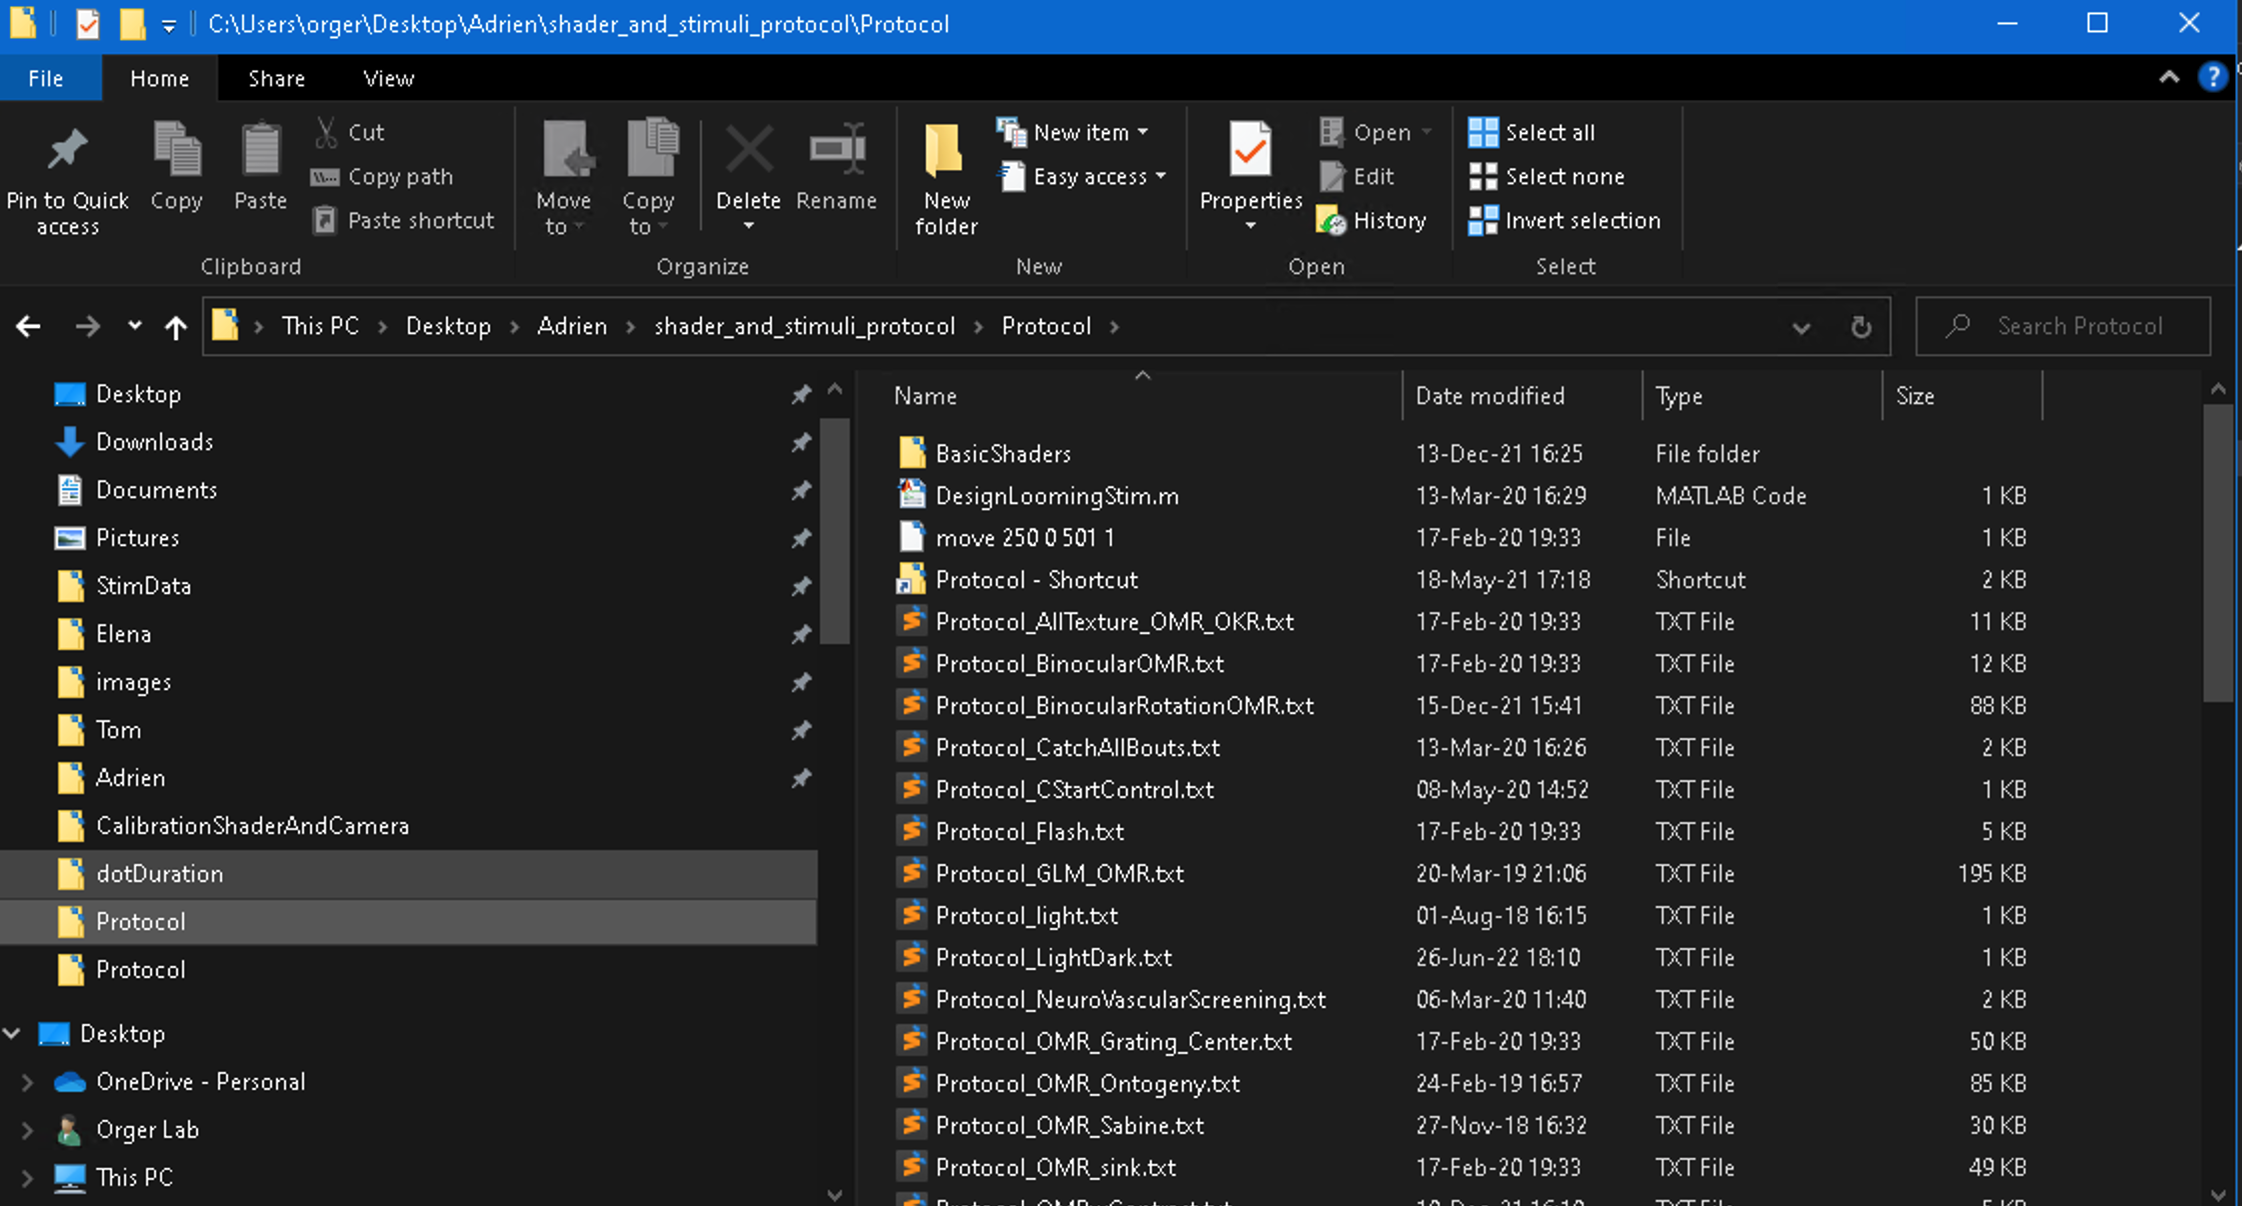 C:\Users\orger\Desktop\Adrien\shader_and_stimuli_protocol\Protocol
File Home Share View
Pin to Quick access
Copy
Paste
Cut
Copy path
Paste shortcut
Clipboard
Move to
Copy to
Delete
Rename
Organize
New folder
New item
Easy access
New
Properties
Open
Edit
History
Open
Select all
Select none
Invert selection
Select
This PC > Desktop > Adrien > shader_and_stimuli_protocol > Protocol >
Search Protocol
Desktop
Downloads
Documents
Pictures
StimData
Elena
images
Tom
Adrien
CalibrationShaderAndCamera
dotDuration
Protocol
Protocol
Desktop
OneDrive - Personal
Orger Lab
This PC
Name Date modified Type Size
BasicShaders 13-Dec-21 16:25 File folder
DesignLoomingStim.m 13-Mar-20 16:29 MATLAB Code 1 KB
move 250 0 501 1 17-Feb-20 19:33 File 1 KB
Protocol - Shortcut 18-May-21 17:18 Shortcut 2 KB
Protocol_AllTexture_OMR_OKR.txt 17-Feb-20 19:33 TXT File 11 KB
Protocol_BinocularOMR.txt 17-Feb-20 19:33 TXT File 12 KB
Protocol_BinocularRotationOMR.txt 15-Dec-21 15:41 TXT File 88 KB
Protocol_CatchAllBouts.txt 13-Mar-20 16:26 TXT File 2 KB
Protocol_CStartControl.txt 08-May-20 14:52 TXT File 1 KB
Protocol_Flash.txt 17-Feb-20 19:33 TXT File 5 KB
Protocol_GLM_OMR.txt 20-Mar-19 21:06 TXT File 195 KB
Protocol_light.txt 01-Aug-18 16:15 TXT File 1 KB
Protocol_LightDark.txt 26-Jun-22 18:10 TXT File 1 KB
Protocol_NeuroVascularScreening.txt 06-Mar-20 11:40 TXT File 2 KB
Protocol_OMR_Grating_Center.txt 17-Feb-20 19:33 TXT File 50 KB
Protocol_OMR_Ontogeny.txt 24-Feb-19 16:57 TXT File 85 KB
Protocol_OMR_Sabine.txt 27-Nov-18 16:32 TXT File 30 KB
Protocol_OMR_sink.txt 17-Feb-20 19:33 TXT File 49 KB